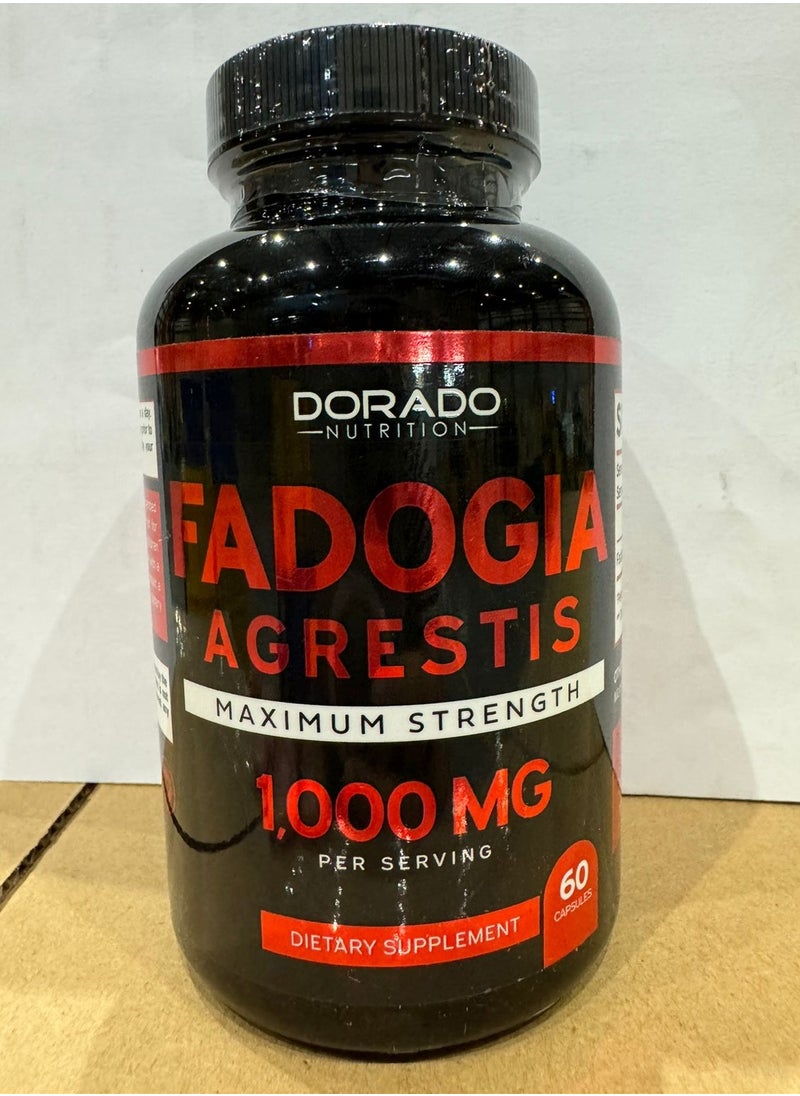 DORADO
NUTRITION
FADOGIA
AGRESTIS
MAXIMUM STRENGTH
1,000 MG
PER SERVING
60
CAPSULES
DIETARY SUPPLEMENT